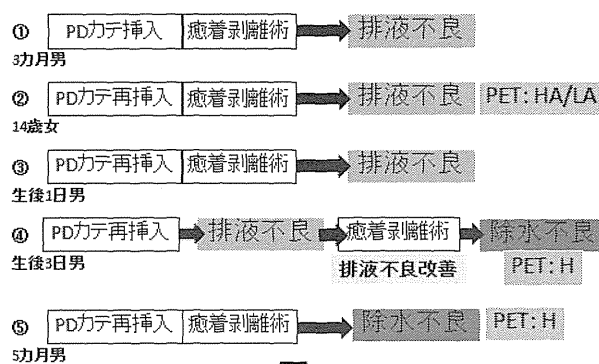 ① PDカテ挿入 癒着剥離術 排液不良
3カ月男
② PDカテ再挿入 癒着剥離術 排液不良 PET: HA/LA
14歳女
③ PDカテ再挿入 癒着剥離術 排液不良
生後1日男
④ PDカテ再挿入 排液不良 癒着剥離術 除水不良
生後3日男 排液不良改善 PET: H
⑤ PDカテ再挿入 癒着剥離術 除水不良 PET: H
5カ月男